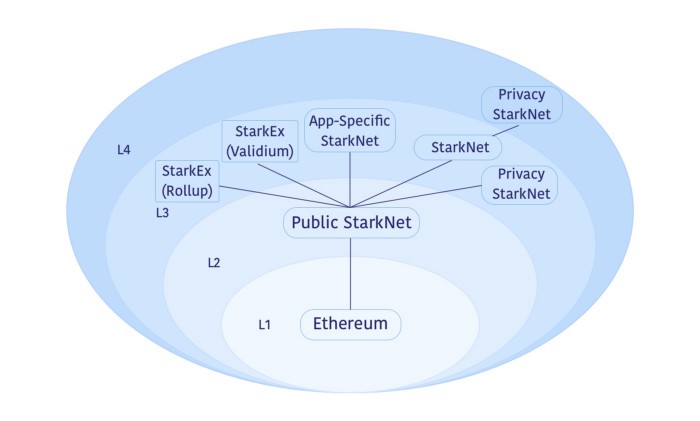 Privacy
StarkNet
App-Specific
StarkNet
StarkEx
(Validium)
StarkNet
L4
StarkEx
(Rollup)
Privacy
StarkNet
L3
Public StarkNet
L2
L1
Ethereum